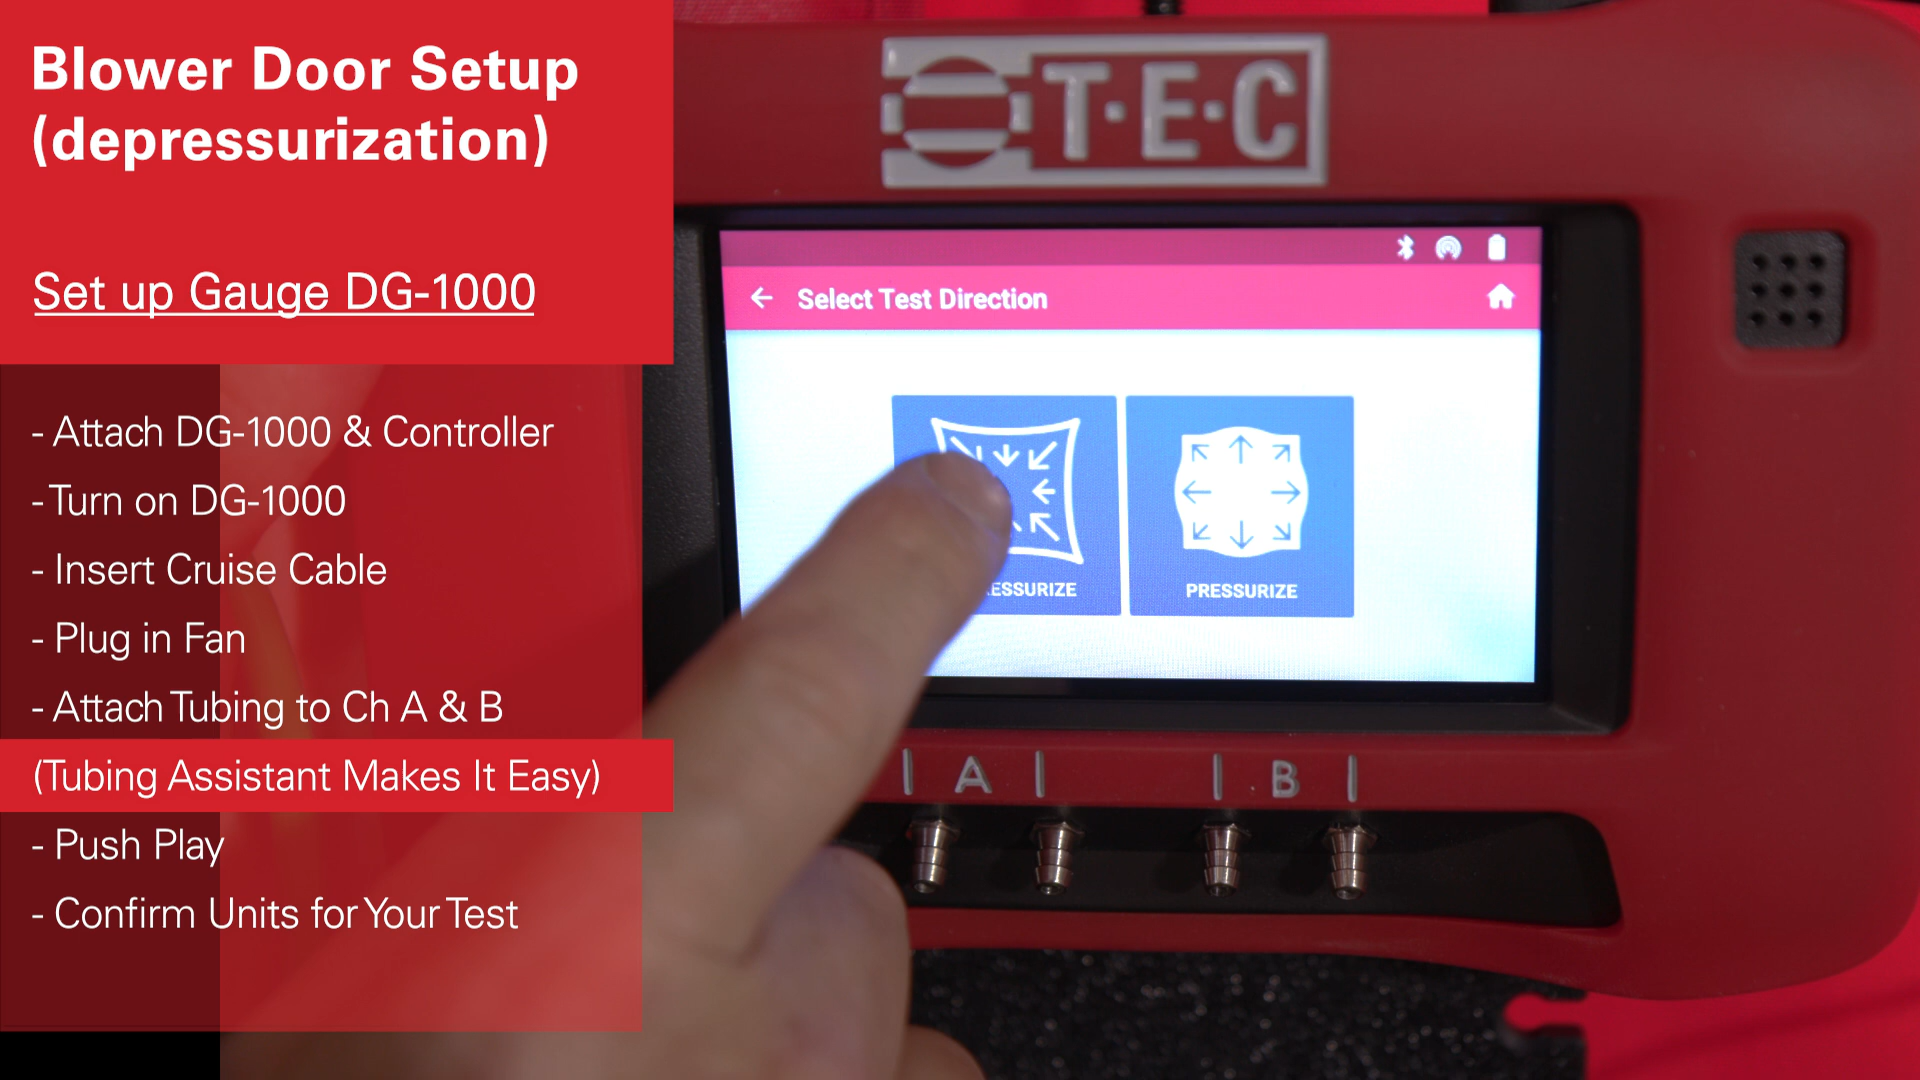 Blower Door Setup
(depressurization)
Set up Gauge DG-1000
- Attach DG-1000 & Controller
- Turn on DG-1000
- Insert Cruise Cable
- Plug in Fan
- Attach Tubing to Ch A & B
(Tubing Assistant Makes It Easy)
- Push Play
- Confirm Units for Your Test
T·E·C
Select Test Direction
PRESSURIZE
A
B